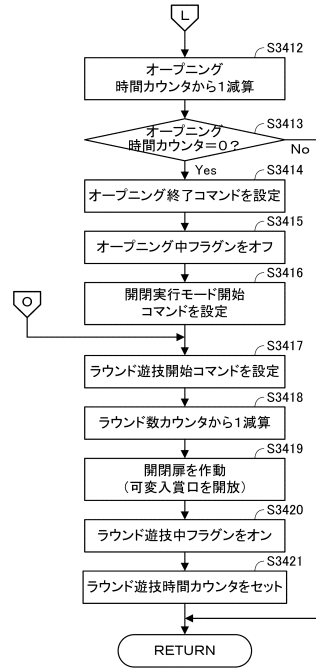 L
S3412
オープニング
時間カウンタから1減算
S3413
オープニング
時間カウンタ=0?
No
Yes
S3414
オープニング終了コマンドを設定
S3415
オープニング中フラグンをオフ
S3416
開閉実行モード開始
コマンドを設定
O
S3417
ラウンド遊技開始コマンドを設定
S3418
ラウンド数カウンタから1減算
S3419
開閉扉を作動
(可変入賞口を開放)
S3420
ラウンド遊技中フラグンをオン
S3421
ラウンド遊技時間カウンタをセット
RETURN